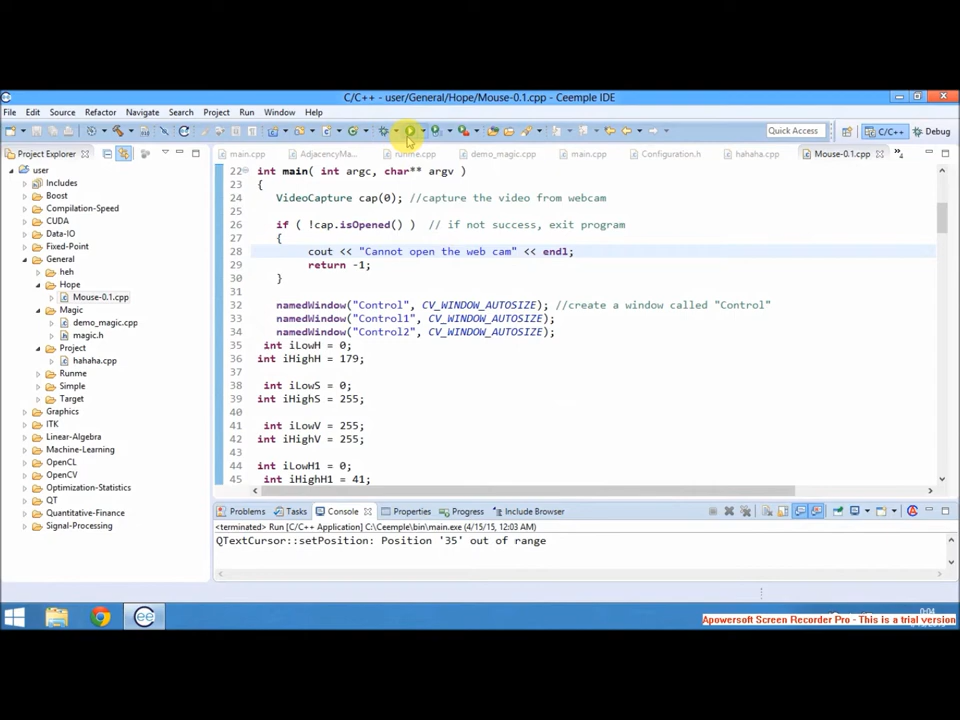 C/C++ - user/General/Hope/Mouse-0.1.cpp - Ceemple IDE
File Edit Source Refactor Navigate Search Project Run Window Help
Quick Access C/C++ Debug
Project Explorer
main.cpp AdjacencyMa... runme.cpp demo_magic.cpp main.cpp Configuration.h hahaha.cpp Mouse-0.1.cpp
user
Includes
Boost
Compilation-Speed
CUDA
Data-IO
Fixed-Point
General
heh
Hope
Mouse-0.1.cpp
Magic
demo_magic.cpp
magic.h
Project
hahaha.cpp
Runme
Simple
Target
Graphics
ITK
Linear-Algebra
Machine-Learning
OpenCL
OpenCV
Optimization-Statistics
QT
Quantitative-Finance
Signal-Processing
22 int main( int argc, char** argv )
23 {
24 VideoCapture cap(0); //capture the video from webcam
25
26 if ( !cap.isOpened() ) // if not success, exit program
27 {
28 cout << "Cannot open the web cam" << endl;
29 return -1;
30 }
31
32 namedWindow("Control", CV_WINDOW_AUTOSIZE); //create a window called "Control"
33 namedWindow("Control1", CV_WINDOW_AUTOSIZE);
34 namedWindow("Control2", CV_WINDOW_AUTOSIZE);
35 int iLowH = 0;
36 int iHighH = 179;
37
38 int iLowS = 0;
39 int iHighS = 255;
40
41 int iLowV = 255;
42 int iHighV = 255;
43
44 int iLowH1 = 0;
45 int iHighH1 = 41;
Problems Tasks Console Properties Progress Include Browser
<terminated> Run [C/C++ Application] C:\Ceemple\bin\main.exe (4/15/15, 12:03 AM)
QTextCursor::setPosition: Position '35' out of range
0:04
Apowersoft Screen Recorder Pro - This is a trial version